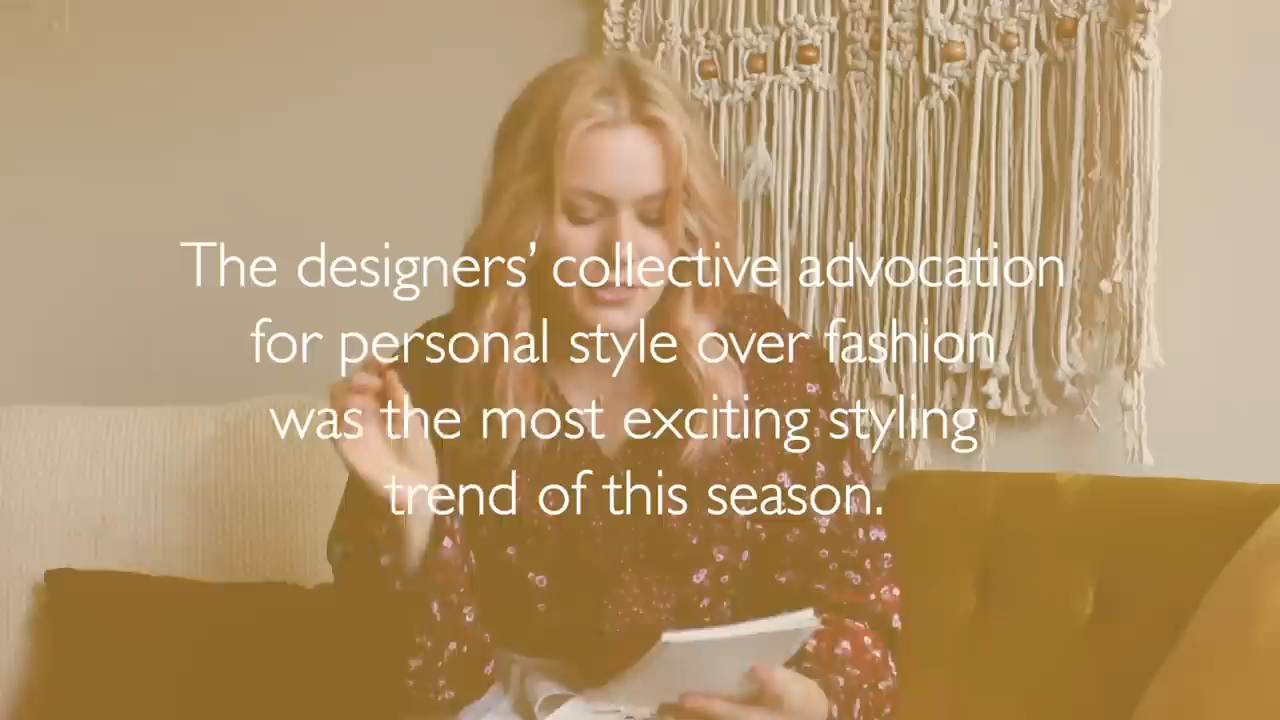 The designers’ collective advocation
for personal style over fashion
was the most exciting styling
trend of this season.